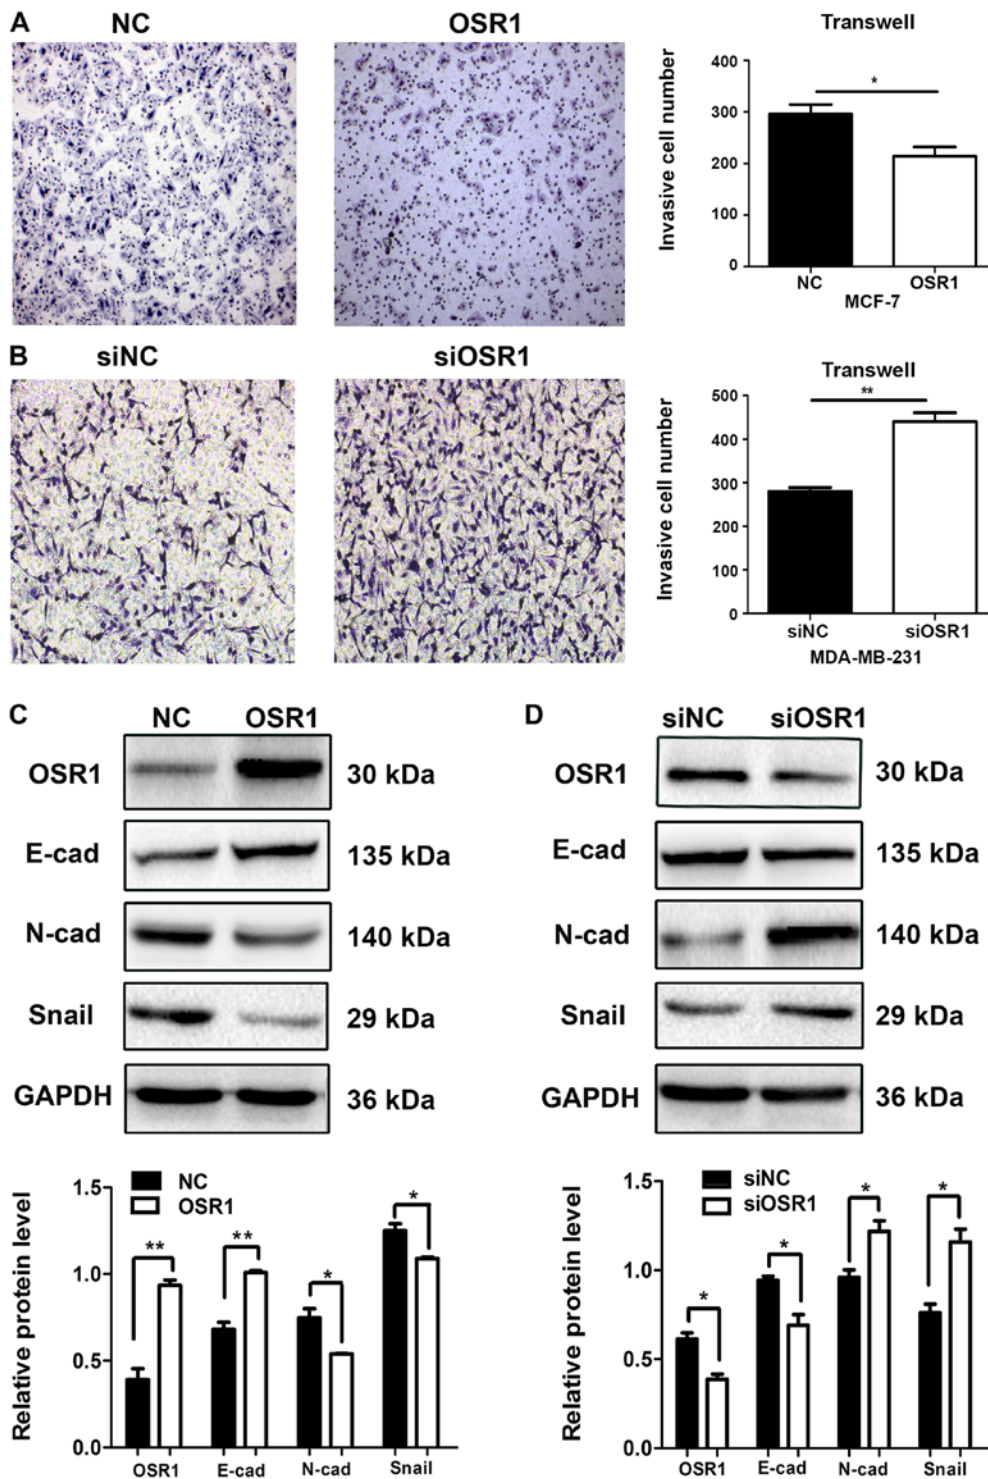 A
NC
OSR1
Transwell
Invasive cell number
400
300
200
100
0
*
NC
OSR1
MCF-7
B
siNC
siOSR1
Transwell
Invasive cell number
500
400
300
200
100
0
**
siNC
siOSR1
MDA-MB-231
C
NC
OSR1
OSR1
30 kDa
E-cad
135 kDa
N-cad
140 kDa
Snail
29 kDa
GAPDH
36 kDa
Relative protein level
1.5
1.0
0.5
0.0
NC
OSR1
**
**
*
*
OSR1
E-cad
N-cad
Snail
D
siNC
siOSR1
OSR1
30 kDa
E-cad
135 kDa
N-cad
140 kDa
Snail
29 kDa
GAPDH
36 kDa
Relative protein level
1.5
1.0
0.5
0.0
siNC
siOSR1
*
*
*
*
OSR1
E-cad
N-cad
Snail